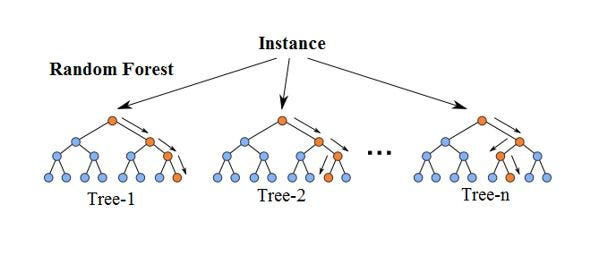 Instance
Random Forest
...
Tree-1
Tree-2
Tree-n